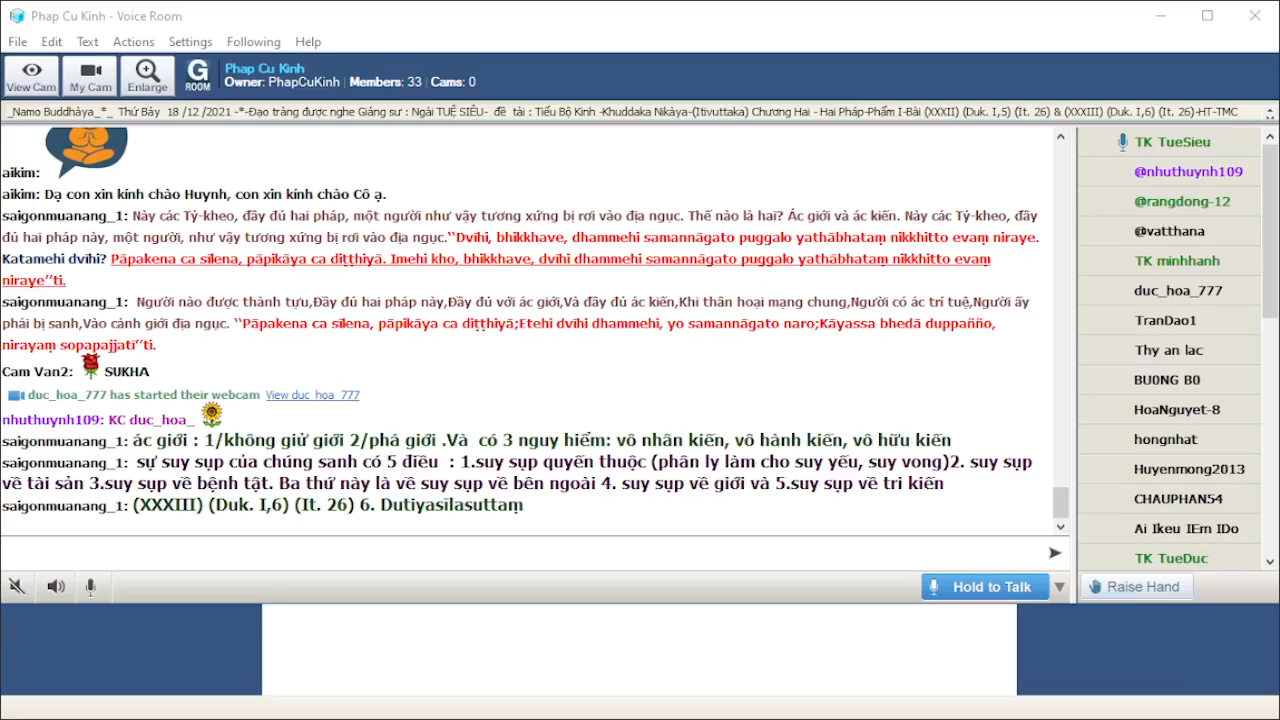 Phap Cu Kinh - Voice Room
File Edit Text Actions Settings Following Help
View Cam My Cam Enlarge G ROOM
Phap Cu Kinh
Owner: PhapCuKinh | Members: 33 | Cams: 0
_Namo Buddhàya_*_ Thứ Bảy 18 /12 /2021 -*-Đạo tràng được nghe Giảng sư : Ngài TUỆ SIÊU- đề tài : Tiểu Bộ Kinh -Khuddaka Nikàya-(Itivuttaka) Chương Hai - Hai Pháp-Phẩm I-Bài (XXXII) (Duk. I,5) (It. 26) & (XXXIII) (Duk. I,6) (It. 26)-HT-TMC
aikim:
aikim: Dạ con xin kính chào Huynh, con xin kính chào Cô ạ.
saigonmuanang_1: Này các Tỷ-kheo, đầy đủ hai pháp, một người như vậy tương xứng bị rơi vào địa ngục. Thế nào là hai? Ác giới và ác kiến. Này các Tỷ-kheo, đầy
đủ hai pháp này, một người, như vậy tương xứng bị rơi vào địa ngục.‘‘Dvīhi, bhikkhave, dhammehi samannāgato puggalo yathābhataṃ nikkhitto evaṃ niraye.
Katamehi dvīhi? Pāpakena ca sīlena, pāpikāya ca diṭṭhiyā. Imehi kho, bhikkhave, dvīhi dhammehi samannāgato puggalo yathābhataṃ nikkhitto evaṃ
niraye’’ti.
saigonmuanang_1: Người nào được thành tựu,Đầy đủ hai pháp này,Đầy đủ với ác giới,Và đầy đủ ác kiến,Khi thân hoại mạng chung,Người có ác trí tuệ,Người ấy
phải bị sanh,Vào cảnh giới địa ngục. ‘‘Pāpakena ca sīlena, pāpikāya ca diṭṭhiyā;Etehi dvīhi dhammehi, yo samannāgato naro;Kāyassa bhedā duppañño,
nirayaṃ sopapajjatī’’ti.
Cam Van2: SUKHA
duc_hoa_777 has started their webcam View duc_hoa_777
nhuthuynh109: KC duc_hoa_
saigonmuanang_1: ác giới : 1/không giử giới 2/phá giới .Và có 3 nguy hiểm: vô nhân kiến, vô hành kiến, vô hữu kiến
saigonmuanang_1: sự suy sụp của chúng sanh có 5 điều : 1.suy sụp quyến thuộc (phân ly làm cho suy yếu, suy vong)2. suy sụp
về tài sản 3.suy sụp về bệnh tật. Ba thứ này là về suy sụp về bên ngoài 4. suy sụp về giới và 5.suy sụp về tri kiến
saigonmuanang_1: (XXXIII) (Duk. I,6) (It. 26) 6. Dutiyasīlasuttaṃ
Hold to Talk
TK TueSieu
@nhuthuynh109
@rangdong-12
@vatthana
TK minhhanh
duc_hoa_777
TranDao1
Thy an lac
BU0NG B0
HoaNguyet-8
hongnhat
Huyenmong2013
CHAUPHAN54
Ai Ikeu IEm IDo
TK TueDuc
Raise Hand